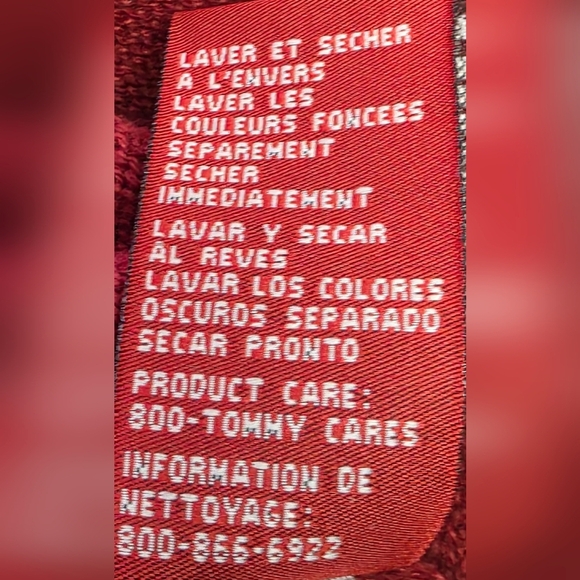 LAVER ET SECHER
A L'ENVERS
LAVER LES
COULEURS FONCEES
SEPAREMENT
SECHER
IMMEDIATEMENT
LAVAR Y SECAR
AL REVES
LAVAR LOS COLORES
OSCUROS SEPARADO
SECAR PRONTO
PRODUCT CARE:
800-TOMMY CARES
INFORMATION DE
NETTOYAGE:
800-866-6922